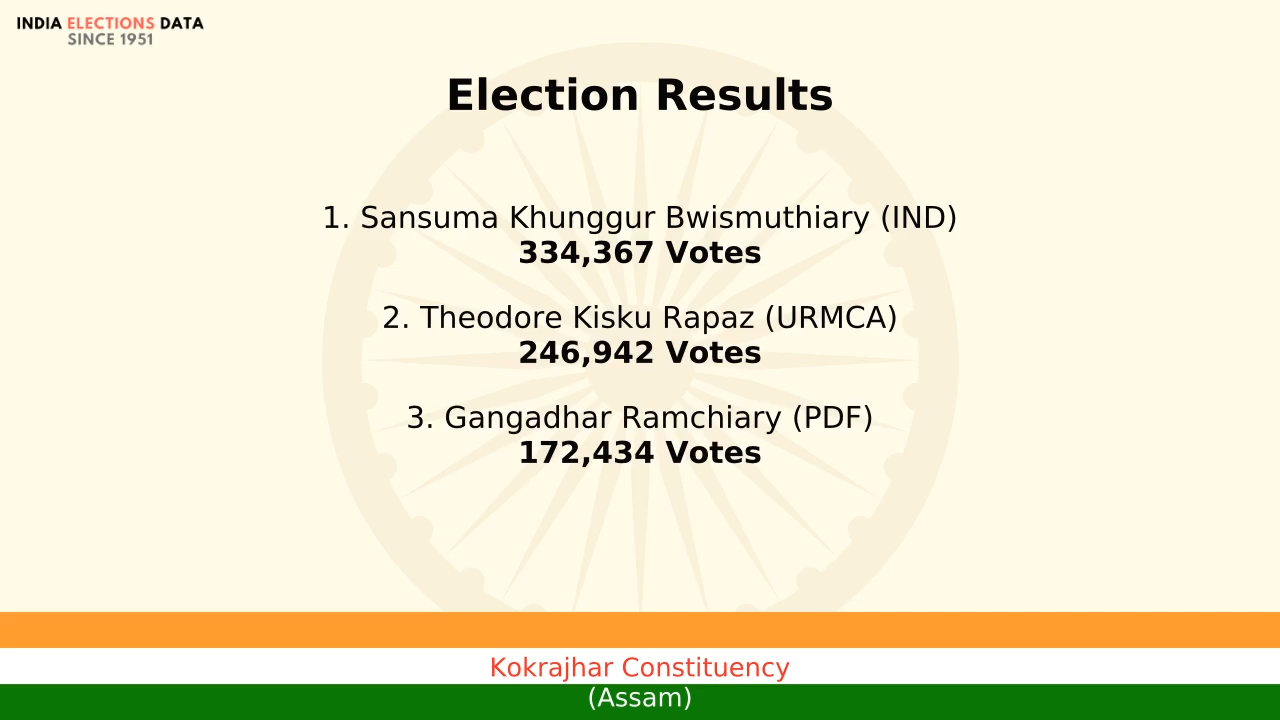 INDIA ELECTIONS DATA
SINCE 1951
Election Results
1. Sansuma Khunggur Bwismuthiary (IND)
334,367 Votes
2. Theodore Kisku Rapaz (URMCA)
246,942 Votes
3. Gangadhar Ramchiary (PDF)
172,434 Votes
Kokrajhar Constituency
(Assam)